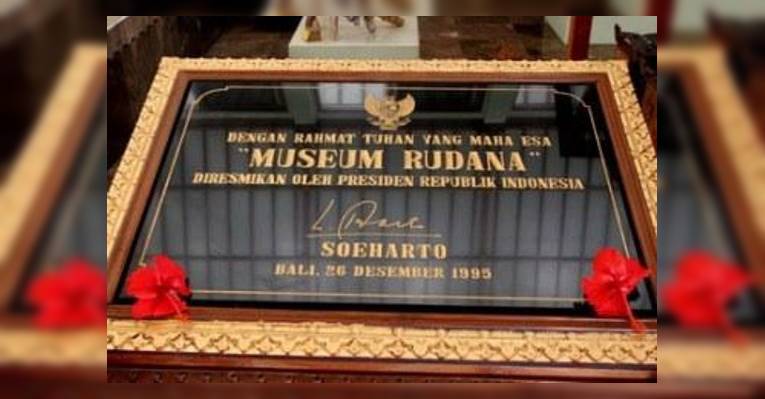 DENGAN RAHMAT TUHAN YANG MAHA ESA
"MUSEUM RUDANA"
DIRESMIKAN OLEH PRESIDEN REPUBLIK INDONESIA
SOEHARTO
BALI, 26 DESEMBER 1995